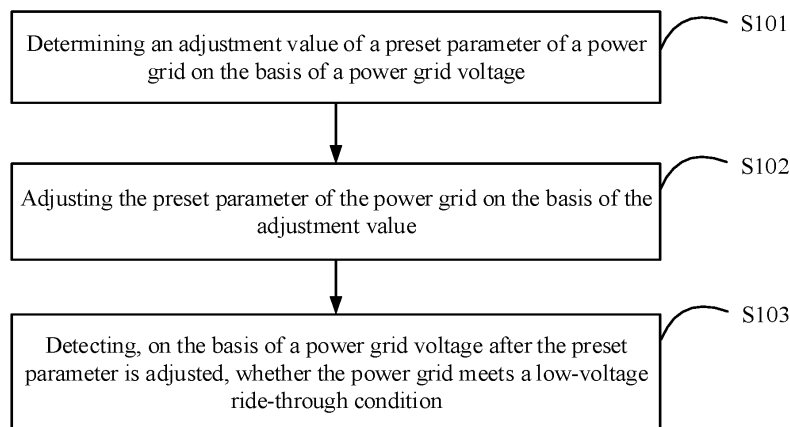 S101
Determining an adjustment value of a preset parameter of a power
grid on the basis of a power grid voltage
S102
Adjusting the preset parameter of the power grid on the basis of the
adjustment value
S103
Detecting, on the basis of a power grid voltage after the preset
parameter is adjusted, whether the power grid meets a low-voltage
ride-through condition